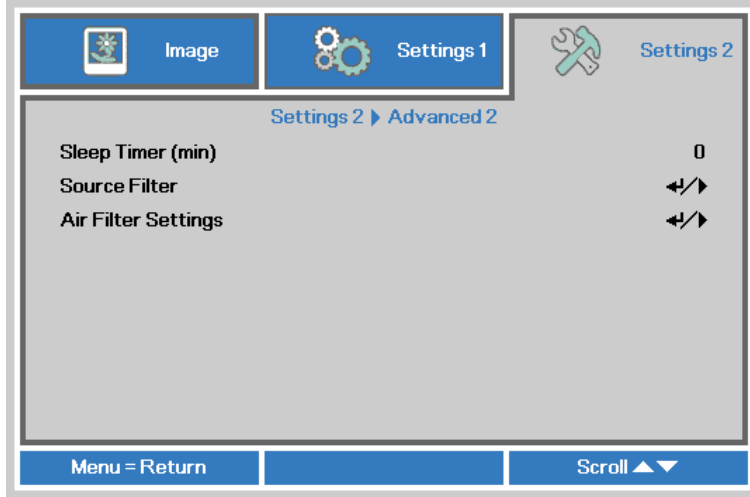 Image
Settings 1
Settings 2
Settings 2 ▶ Advanced 2
Sleep Timer (min) 0
Source Filter ↵/▶
Air Filter Settings ↵/▶
Menu = Return
Scroll ▲▼